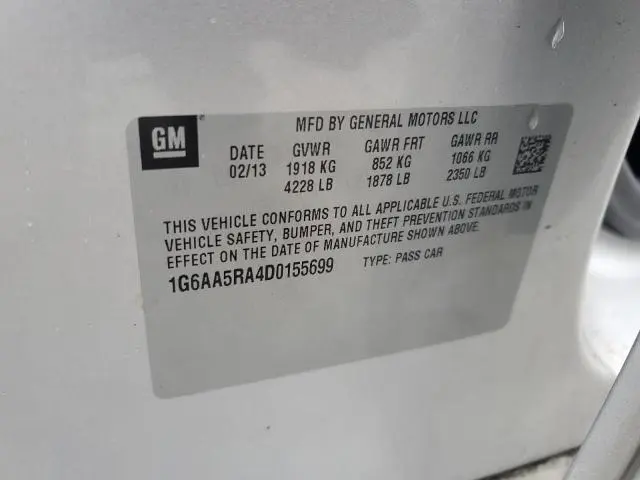 GM
MFD BY GENERAL MOTORS LLC
DATE GVWR GAWR FRT GAWR RR
02/13 1918 KG 852 KG 1066 KG
4228 LB 1878 LB 2350 LB
THIS VEHICLE CONFORMS TO ALL APPLICABLE U.S. FEDERAL MOTOR
VEHICLE SAFETY, BUMPER, AND THEFT PREVENTION STANDARDS IN
EFFECT ON THE DATE OF MANUFACTURE SHOWN ABOVE.
1G6AA5RA4D0155699 TYPE: PASS CAR